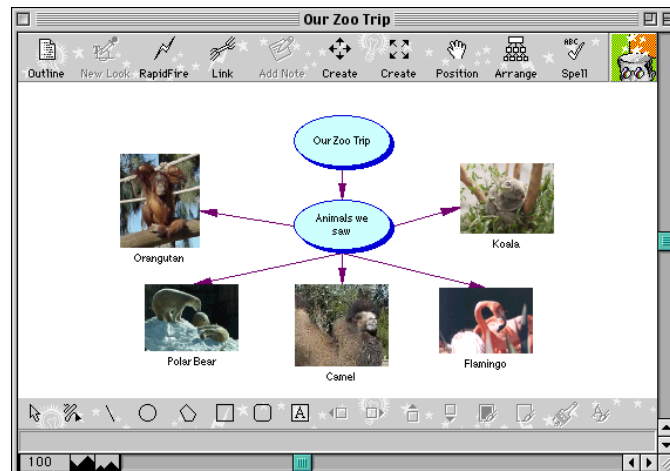 Our Zoo Trip
Outline New Look RapidFire Link Add Note Create Create Position Arrange Spell
ABC
A
Our Zoo Trip
Animals we
saw
Orangutan
Koala
Polar Bear
Camel
Flamingo
A
100